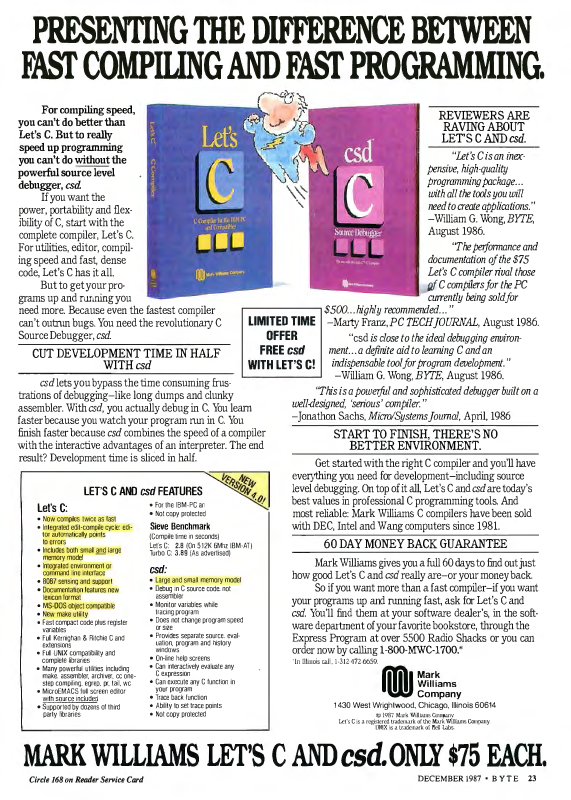 PRESENTING THE DIFFERENCE BETWEEN
FAST COMPILING AND FAST PROGRAMMING.
For compiling speed,
you can't do better than
Let's C. But to really
speed up programming
you can't do without the
powerful source level
debugger, csd.
If you want the
power, portability and flex-
ibility of C, start with the
complete compiler, Let's C.
For utilities, editor, compil-
ing speed and fast, dense
code, Let's C has it all.
But to get your pro-
grams up and running you
need more. Because even the fastest compiler
can't outrun bugs. You need the revolutionary C
Source Debugger, csd.
CUT DEVELOPMENT TIME IN HALF
WITH csd
csd lets you bypass the time consuming frus-
trations of debugging—like long dumps and clunky
assembler. With csd, you actually debug in C. You learn
faster because you watch your program run in C. You
finish faster because csd combines the speed of a compiler
with the interactive advantages of an interpreter. The end
result? Development time is sliced in half.
Let's C C Compiler
Let's
C
C Compiler for the IBM-PC
and Compatibles
Mark Williams Company
csd
C
Source Debugger
Mark Williams Company
LIMITED TIME
OFFER
FREE csd
WITH LET'S C!
REVIEWERS ARE
RAVING ABOUT
LET'S C AND csd.
"Let's C is an inex-
pensive, high-quality
programming package...
with all the tools you will
need to create applications."
—William G. Wong, BYTE,
August 1986.
"The performance and
documentation of the $75
Let's C compiler rival those
of C compilers for the PC
currently being sold for
$500...highly recommended..."
—Marty Franz, PC TECH JOURNAL, August 1986.
"csd is close to the ideal debugging environ-
ment...a definite aid to learning C and an
indispensable tool for program development."
—William G. Wong, BYTE, August 1986.
"This is a powerful and sophisticated debugger built on a
well-designed, 'serious' compiler."
—Jonathon Sachs, Micro/Systems Journal, April, 1986
START TO FINISH, THERE'S NO
BETTER ENVIRONMENT.
Get started with the right C compiler and you'll have
everything you need for development—including source
level debugging. On top of it all, Let's C and csd are today's
best values in professional C programming tools. And
most reliable: Mark Williams C compilers have been sold
with DEC, Intel and Wang computers since 1981.
60 DAY MONEY BACK GUARANTEE
Mark Williams gives you a full 60 days to find out just
how good Let's C and csd really are—or your money back.
So if you want more than a fast compiler—if you want
your programs up and running fast, ask for Let's C and
csd. You'll find them at your software dealer's, in the soft-
ware department of your favorite bookstore, through the
Express Program at over 5500 Radio Shacks or you can
order now by calling 1-800-MWC-1700.*
*In Illinois call, 1-312-472-6659.
Mark
Williams
Company
1430 West Wrightwood, Chicago, Illinois 60614
© 1987 Mark Williams Company
Let's C is a registered trademark of the Mark Williams Company.
UNIX is a trademark of Bell Labs.
NEW
VERSION 4.0!
LET'S C AND csd FEATURES
Let's C:
• Now compiles twice as fast
• Integrated edit-compile cycle: edi-
tor automatically points
to errors
• Includes both small and large
memory model
• Integrated environment or
command line interface
• 8087 sensing and support
• Documentation features new
lexicon format
• MS-DOS object compatible
• New make utility
• Fast compact code plus register
variables
• Full Kernighan & Ritchie C and
extensions
• Full UNIX compatibility and
complete libraries
• Many powerful utilities including
make, assembler, archiver, cc one-
step compiling, egrep, pr, tail, wc
• MicroEMACS full screen editor
with source included
• Supported by dozens of third
party libraries
• For the IBM-PC an
• Not copy protected
Sieve Benchmark
(Compile time in seconds)
Let's C: 2.8 (On 512K 6Mhz IBM-AT)
Turbo C: 3.89 (As advertised)
csd:
• Large and small memory model
• Debug in C source code, not
assembler
• Monitor variables while
tracing program
• Does not change program speed
or size
• Provides separate source, eval-
uation, program and history
windows
• On-line help screens
• Can interactively evaluate any
C expression
• Can execute any C function in
your program
• Trace back function
• Ability to set trace points
• Not copy protected
MARK WILLIAMS LET'S C AND csd. ONLY $75 EACH.
Circle 168 on Reader Service Card
DECEMBER 1987 • BYTE 23